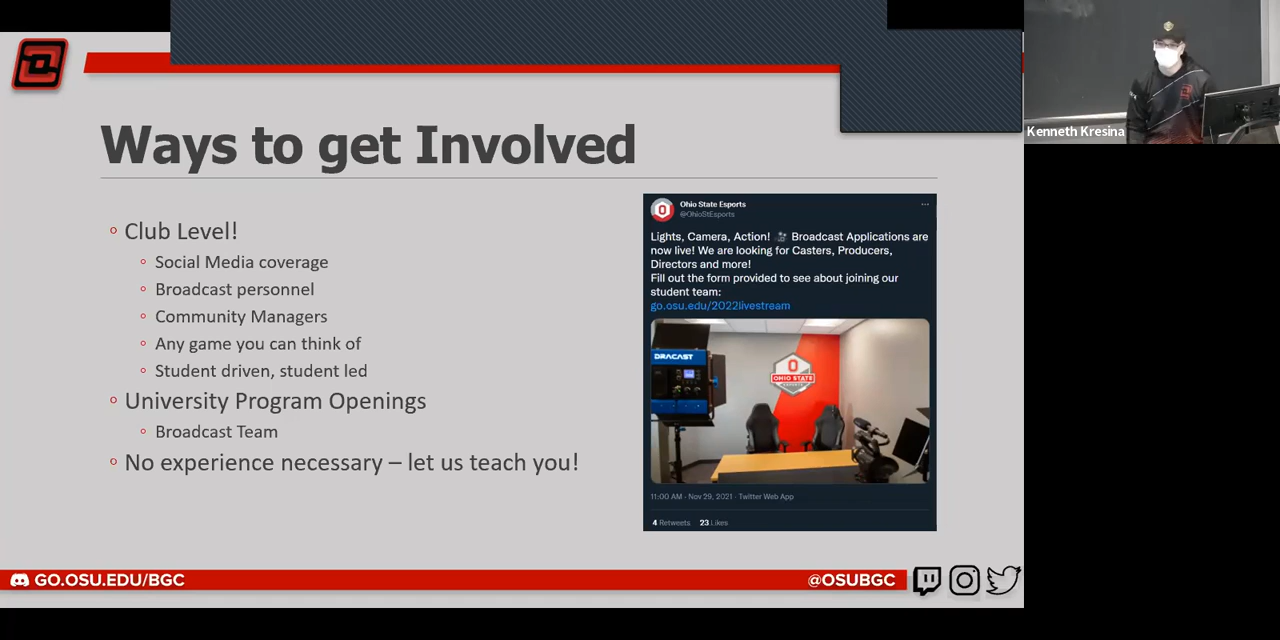 Ways to get Involved
Club Level!
Social Media coverage
Broadcast personnel
Community Managers
Any game you can think of
Student driven, student led
University Program Openings
Broadcast Team
No experience necessary – let us teach you!
Ohio State Esports
@OhioStEsports
Lights, Camera, Action! 🎥 Broadcast Applications are
now live! We are looking for Casters, Producers,
Directors and more!
Fill out the form provided to see about joining our
student team:
go.osu.edu/2022livestream
DRACAST
OHIO STATE
ESPORTS
11:00 AM · Nov 29, 2021 · Twitter Web App
4 Retweets 23 Likes
GO.OSU.EDU/BGC
@OSUBGC
Kenneth Kresina